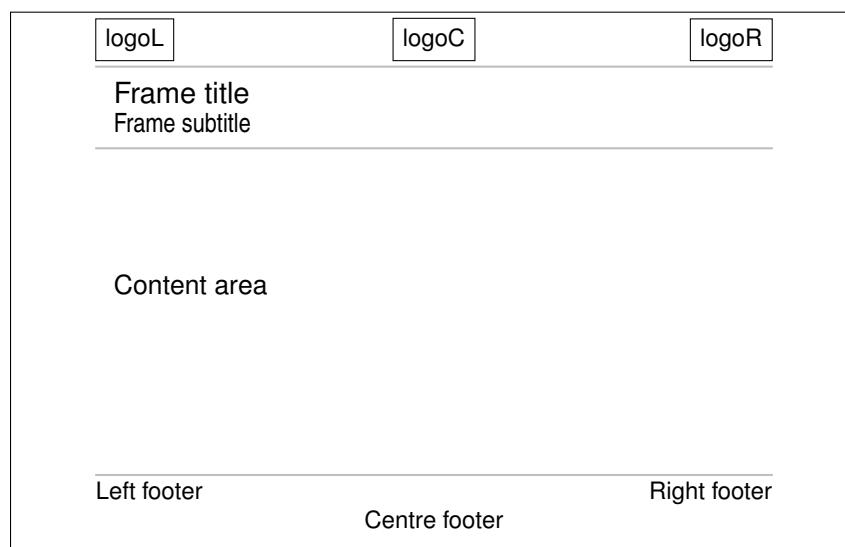 logoL logoC logoR
Frame title
Frame subtitle
Content area
Left footer Right footer
Centre footer